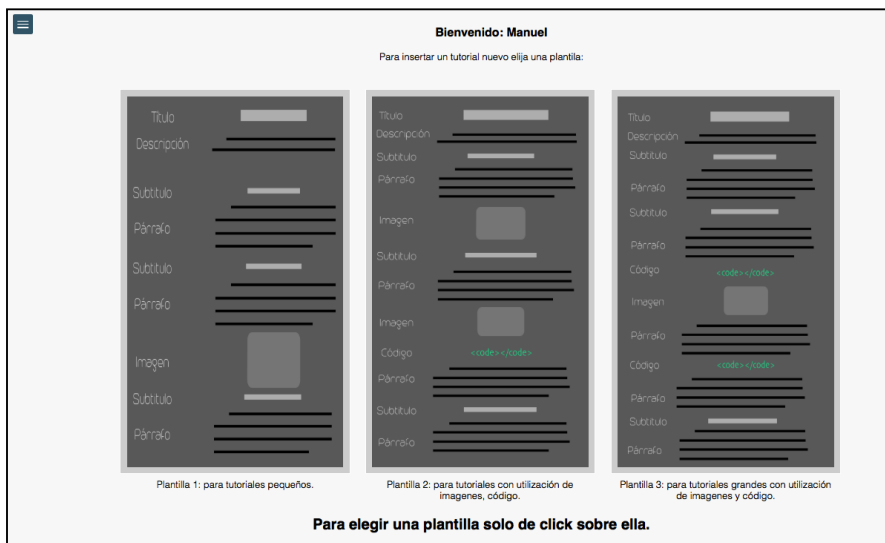 Bienvenido: Manuel
Para insertar un tutorial nuevo elija una plantila:
Título
Descripción
Subtitulo
Párrafo
Subtitulo
Párrafo
Imagen
Subtitulo
Párrafo
Plantilla 1: para tutoriales pequeños.
Título
Descripción
Subtitulo
Párrafo
Imagen
Subtitulo
Párrafo
Imagen
Código
<code></code>
Párrafo
Subtitulo
Párrafo
Plantilla 2: para tutoriales con utilización de
imagenes, código.
Título
Descripción
Subtitulo
Párrafo
Subtitulo
Párrafo
Código
<code></code>
Imagen
Párrafo
Código
<code></code>
Párrafo
Subtitulo
Párrafo
Plantilla 3: para tutoriales grandes con utilización
de imagenes y código.
Para elegir una plantilla solo de click sobre ella.